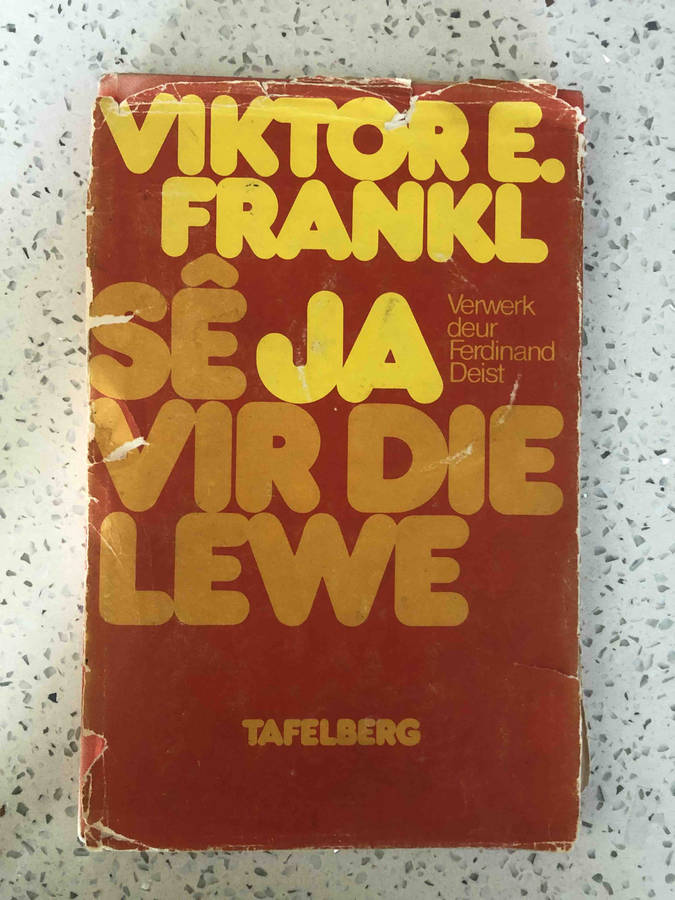 VIKTOR E.
FRANKL
SÊ JA
Verwerk
deur
Ferdinand
Deist
VIR DIE
LEWE
TAFELBERG